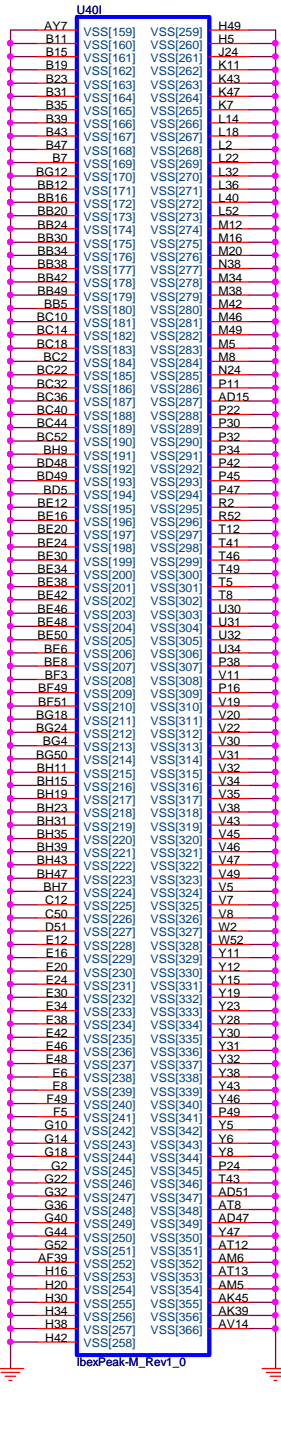 U40I
AY7 VSS[159] VSS[259] H49
B11 VSS[160] VSS[260] H5
B15 VSS[161] VSS[261] J24
B19 VSS[162] VSS[262] K11
B23 VSS[163] VSS[263] K43
B31 VSS[164] VSS[264] K47
B35 VSS[165] VSS[265] K7
B39 VSS[166] VSS[266] L14
B43 VSS[167] VSS[267] L18
B47 VSS[168] VSS[268] L2
B7 VSS[169] VSS[269] L22
BG12 VSS[170] VSS[270] L32
BB12 VSS[171] VSS[271] L36
BB16 VSS[172] VSS[272] L40
BB20 VSS[173] VSS[273] L52
BB24 VSS[174] VSS[274] M12
BB30 VSS[175] VSS[275] M16
BB34 VSS[176] VSS[276] M20
BB38 VSS[177] VSS[277] N38
BB42 VSS[178] VSS[278] M34
BB49 VSS[179] VSS[279] M38
BB5 VSS[180] VSS[280] M42
BC10 VSS[181] VSS[281] M46
BC14 VSS[182] VSS[282] M49
BC18 VSS[183] VSS[283] M5
BC2 VSS[184] VSS[284] M8
BC22 VSS[185] VSS[285] N24
BC32 VSS[186] VSS[286] P11
BC36 VSS[187] VSS[287] AD15
BC40 VSS[188] VSS[288] P22
BC44 VSS[189] VSS[289] P30
BC52 VSS[190] VSS[290] P32
BH9 VSS[191] VSS[291] P34
BD48 VSS[192] VSS[292] P42
BD49 VSS[193] VSS[293] P45
BD5 VSS[194] VSS[294] P47
BE12 VSS[195] VSS[295] R2
BE16 VSS[196] VSS[296] R52
BE20 VSS[197] VSS[297] T12
BE24 VSS[198] VSS[298] T41
BE30 VSS[199] VSS[299] T46
BE34 VSS[200] VSS[300] T49
BE38 VSS[201] VSS[301] T5
BE42 VSS[202] VSS[302] T8
BE46 VSS[203] VSS[303] U30
BE48 VSS[204] VSS[304] U31
BE50 VSS[205] VSS[305] U32
BE6 VSS[206] VSS[306] U34
BE8 VSS[207] VSS[307] P38
BF3 VSS[208] VSS[308] V11
BF49 VSS[209] VSS[309] P16
BF51 VSS[210] VSS[310] V19
BG18 VSS[211] VSS[311] V20
BG24 VSS[212] VSS[312] V22
BG4 VSS[213] VSS[313] V30
BG50 VSS[214] VSS[314] V31
BH11 VSS[215] VSS[315] V32
BH15 VSS[216] VSS[316] V34
BH19 VSS[217] VSS[317] V35
BH23 VSS[218] VSS[318] V38
BH31 VSS[219] VSS[319] V43
BH35 VSS[220] VSS[320] V45
BH39 VSS[221] VSS[321] V46
BH43 VSS[222] VSS[322] V47
BH47 VSS[223] VSS[323] V49
BH7 VSS[224] VSS[324] V5
C12 VSS[225] VSS[325] V7
C50 VSS[226] VSS[326] V8
D51 VSS[227] VSS[327] W2
E12 VSS[228] VSS[328] W52
E16 VSS[229] VSS[329] Y11
E20 VSS[230] VSS[330] Y12
E24 VSS[231] VSS[331] Y15
E30 VSS[232] VSS[332] Y19
E34 VSS[233] VSS[333] Y23
E38 VSS[234] VSS[334] Y28
E42 VSS[235] VSS[335] Y30
E46 VSS[236] VSS[336] Y31
E48 VSS[237] VSS[337] Y32
E6 VSS[238] VSS[338] Y38
E8 VSS[239] VSS[339] Y43
F49 VSS[240] VSS[340] Y46
F5 VSS[241] VSS[341] P49
G10 VSS[242] VSS[342] Y5
G14 VSS[243] VSS[343] Y6
G18 VSS[244] VSS[344] Y8
G2 VSS[245] VSS[345] P24
G22 VSS[246] VSS[346] T43
G32 VSS[247] VSS[347] AD51
G36 VSS[248] VSS[348] AT8
G40 VSS[249] VSS[349] AD47
G44 VSS[250] VSS[350] Y47
G52 VSS[251] VSS[351] AT12
AF39 VSS[252] VSS[352] AM6
H16 VSS[253] VSS[353] AT13
H20 VSS[254] VSS[354] AM5
H30 VSS[255] VSS[355] AK45
H34 VSS[256] VSS[356] AK39
H38 VSS[257] VSS[366] AV14
H42 VSS[258]
IbexPeak-M_Rev1_0